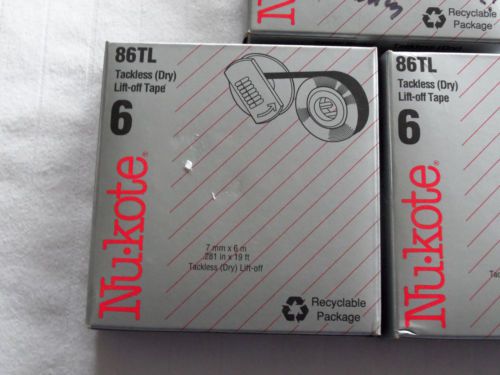 Recyclable
Package
86TL
Tackless (Dry)
Lift-off Tape
6
Nu·kote®
7 mm x 6 m
.281 in x 19 ft
Tackless (Dry) Lift-off
Recyclable
Package
86TL
Tackless (Dry)
Lift-off Tape
6
Nu·kote®